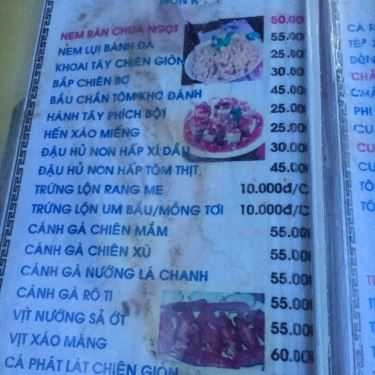 MÓN K
NEM RÁN CHUA NGỌT 50.00
NEM LỤI BÁNH ĐA 55.00
KHOAI TÂY CHIÊN GIÒN 25.00
BẮP CHIÊN BƠ 30.00
BẦU CHẤN TÔM KHO ĐÁNH 45.00
HÀNH TÂY PHÍCH BỘT 25.00
HẾN XÀO MIẾNG 25.00
ĐẬU HỦ NON HẤP XÌ DẦU 30.00
ĐẬU HỦ NON HẤP TÔM THỊT 45.00
TRỨNG LỘN RANG ME 10.000đ/C
TRỨNG LỘN UM BẦU/MỒNG TƠI 10.000đ/C
CÁNH GÀ CHIÊN MẮM 55.00
CÁNH GÀ CHIÊN XÙ 55.00
CÁNH GÀ NƯỚNG LÁ CHANH 55.00
CÁNH GÀ RÔ TI 55.00
VỊT NƯỚNG SẢ ỚT 55.00
VỊT XÁO MĂNG 60.00
CÁ PHÁT LÁT CHIÊN GIÒN